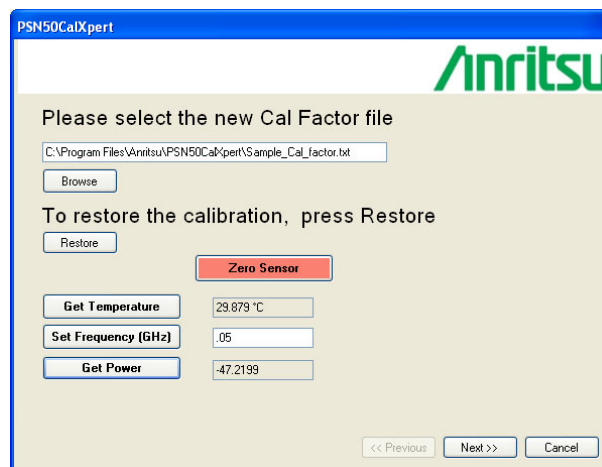 PSN50CalXpert
Anritsu
Please select the new Cal Factor file
C:\Program Files\Anritsu\PSN50CalXpert\Sample_Cal_factor.txt
Browse
To restore the calibration, press Restore
Restore
Zero Sensor
Get Temperature 29.879 °C
Set Frequency (GHz) .05
Get Power -47.2199
<< Previous Next >> Cancel